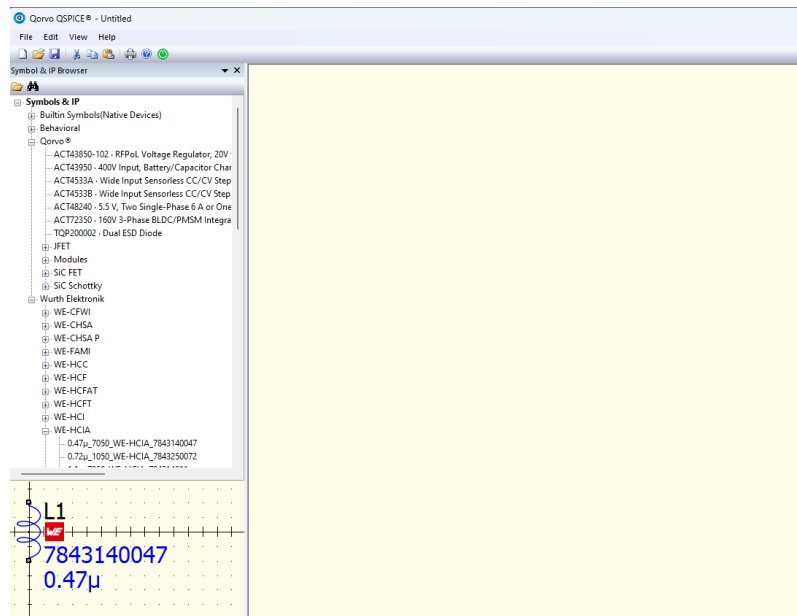 Qorvo QSPICE® - Untitled
File Edit View Help
Symbol & IP Browser
Symbols & IP
Builtin Symbols(Native Devices)
Behavioral
Qorvo®
ACT43850-102 - RFPoL Voltage Regulator, 20V
ACT43950 - 400V Input, Battery/Capacitor Char
ACT4533A - Wide Input Sensorless CC/CV Step
ACT4533B - Wide Input Sensorless CC/CV Step
ACT48240 - 5.5 V, Two Single-Phase 6 A or One
ACT72350 - 160V 3-Phase BLDC/PMSM Integra
TQP200002 - Dual ESD Diode
JFET
Modules
SiC FET
SiC Schottky
Wurth Elektronik
WE-CFWI
WE-CHSA
WE-CHSA P
WE-FAMI
WE-HCC
WE-HCF
WE-HCFAT
WE-HCFT
WE-HCI
WE-HCIA
0.47µ_7050_WE-HCIA_7843140047
0.72µ_1050_WE-HCIA_7843250072
L1
WE
7843140047
0.47µ